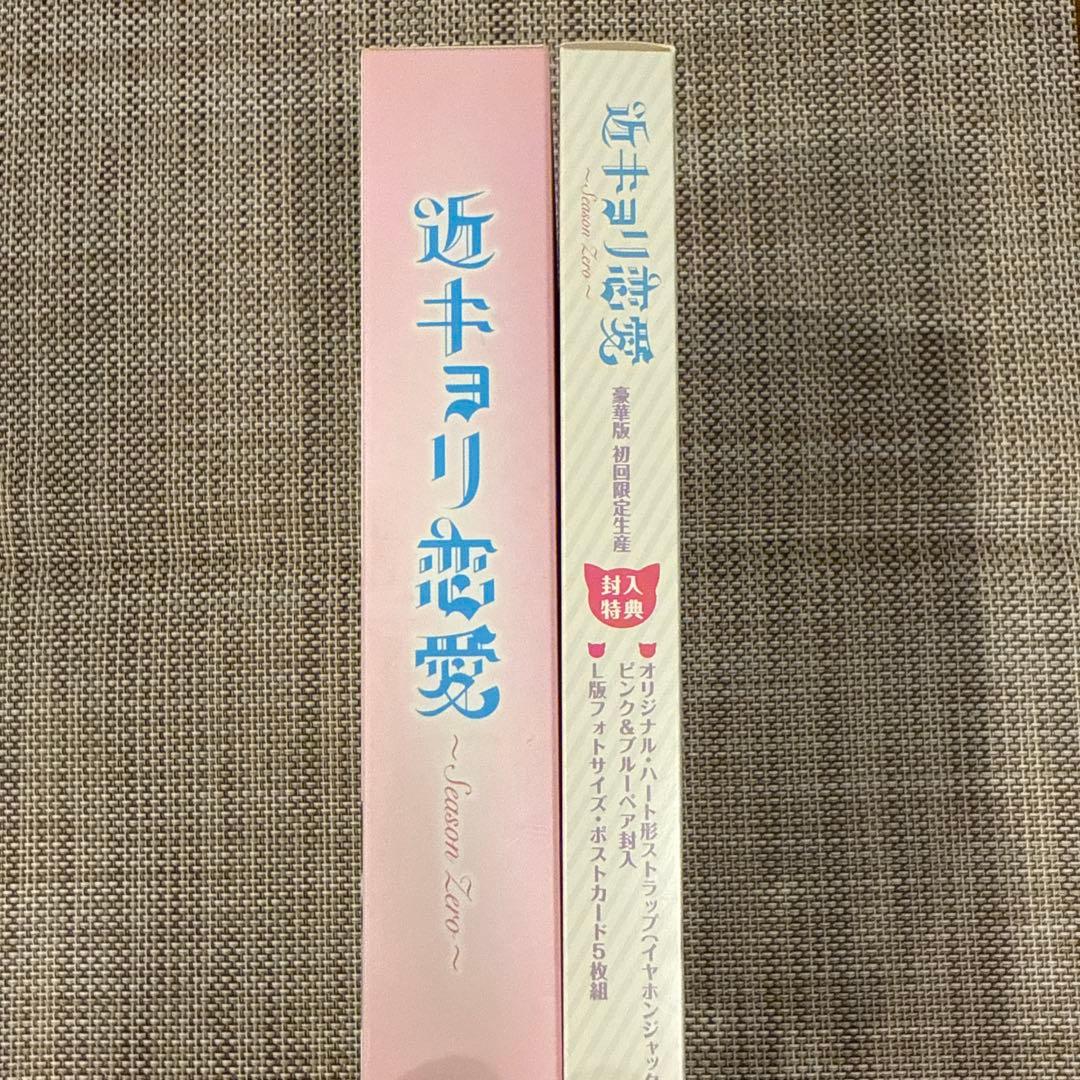 近キョリ恋愛
～Season Zero～
近キョリ恋愛
～Season Zero～
豪華版 初回限定生産
封入
特典
オリジナル・ハート形ストラップ(イヤホンジャック
ピンク&ブルーペア封入
L版フォトサイズ・ポストカード5枚組